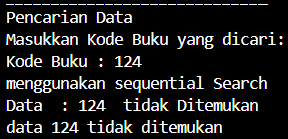 Pencarian Data
Masukkan Kode Buku yang dicari:
Kode Buku : 124
menggunakan sequential Search
Data  : 124  tidak Ditemukan
data 124 tidak ditemukan